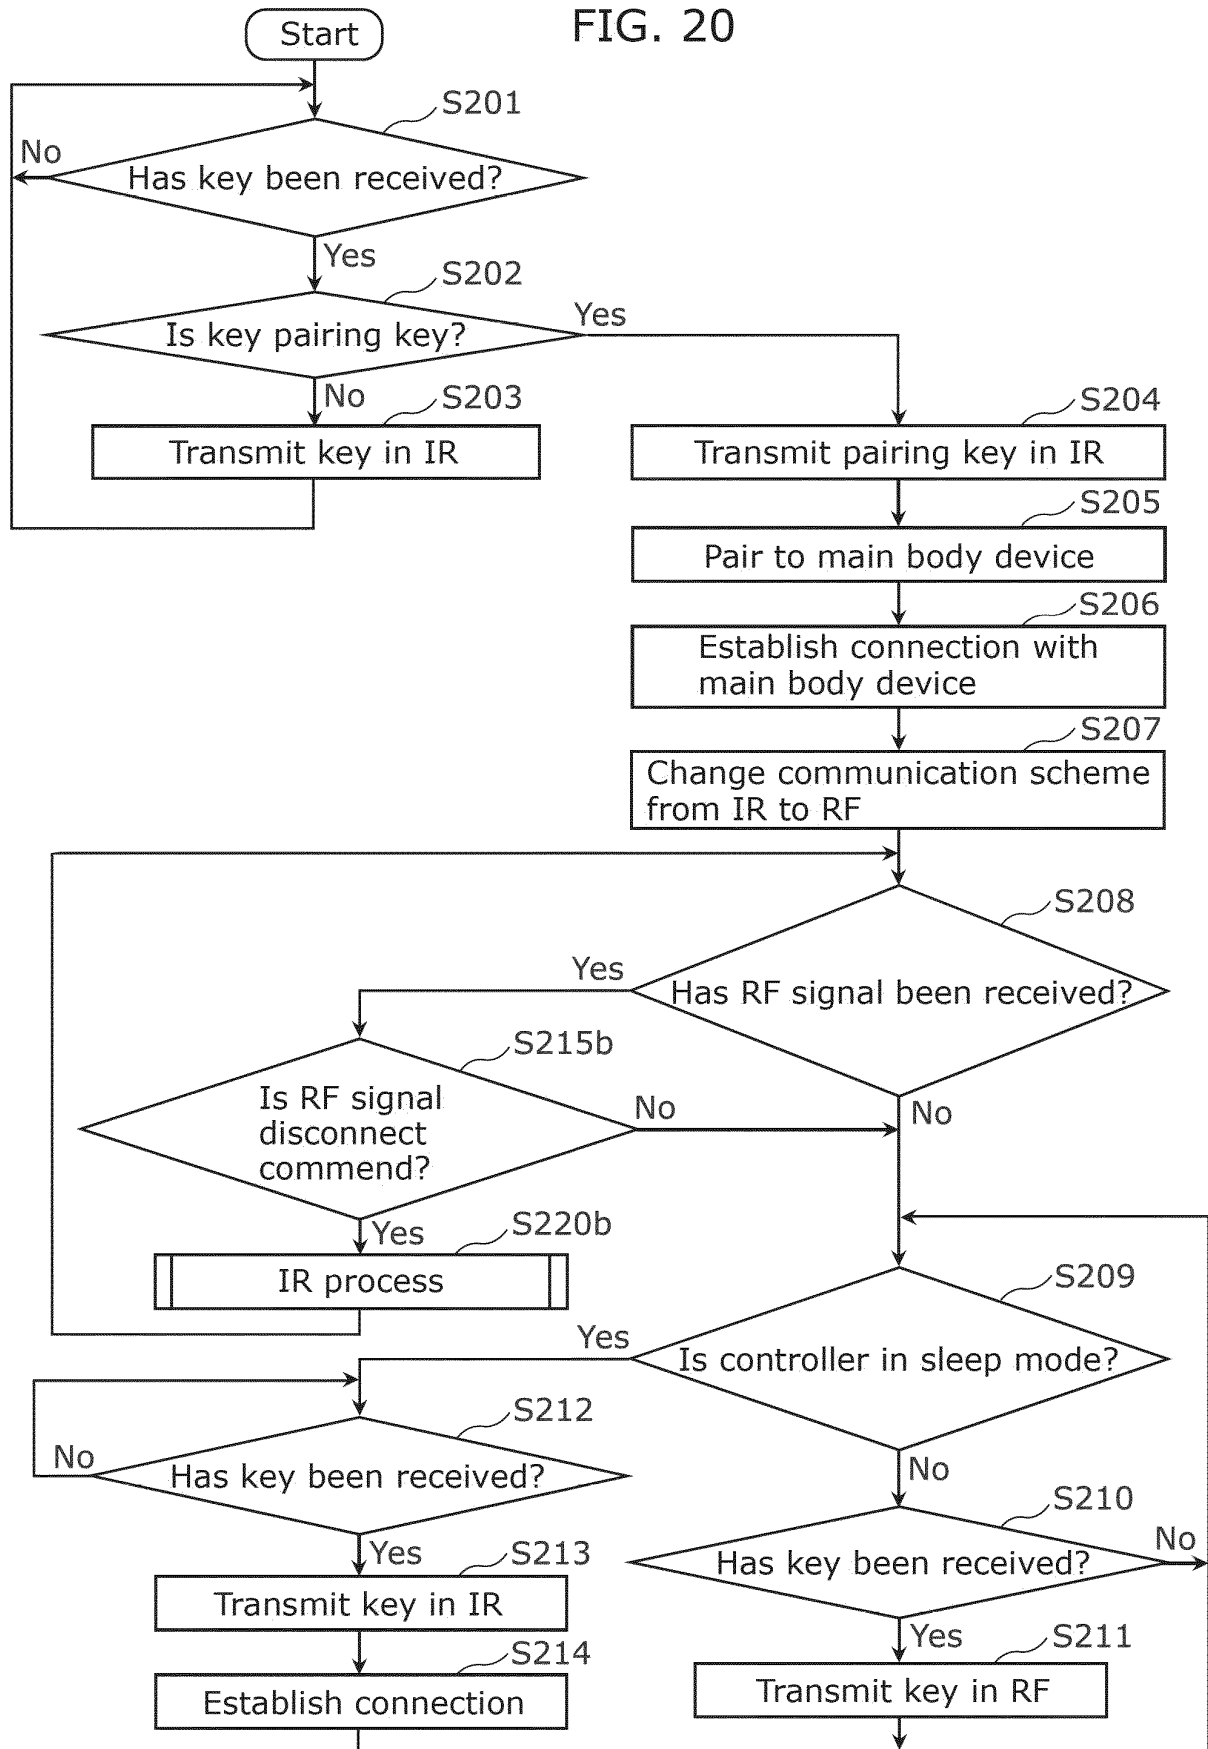 FIG. 20
Start
S201
No
Has key been received?
Yes
S202
Is key pairing key?
Yes
No
S203
Transmit key in IR
S204
Transmit pairing key in IR
S205
Pair to main body device
S206
Establish connection with
main body device
S207
Change communication scheme
from IR to RF
S208
Yes
Has RF signal been received?
No
S215b
Is RF signal
disconnect
commend?
No
Yes
S220b
IR process
S209
Yes
Is controller in sleep mode?
No
S212
No
Has key been received?
Yes
S210
Has key been received?
No
Yes
S213
Transmit key in IR
S211
Transmit key in RF
S214
Establish connection